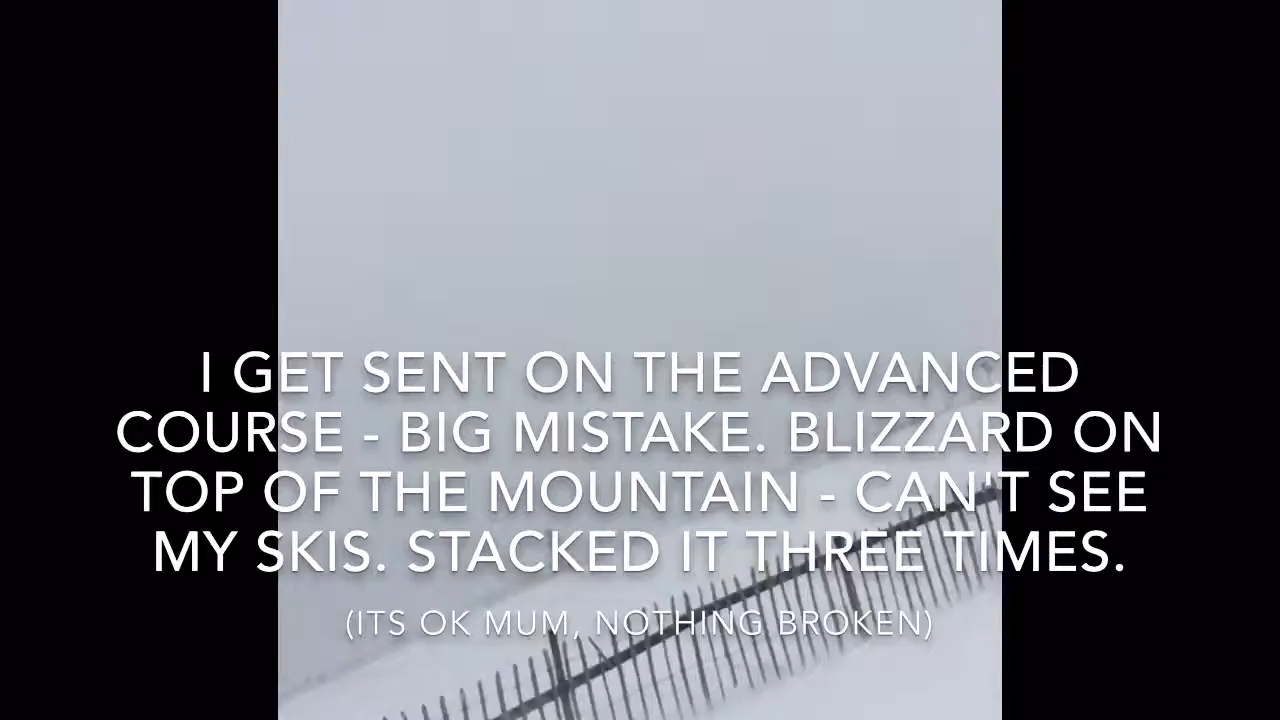 I GET SENT ON THE ADVANCED
COURSE - BIG MISTAKE. BLIZZARD ON
TOP OF THE MOUNTAIN - CAN'T SEE
MY SKIS. STACKED IT THREE TIMES.
(ITS OK MUM, NOTHING BROKEN)